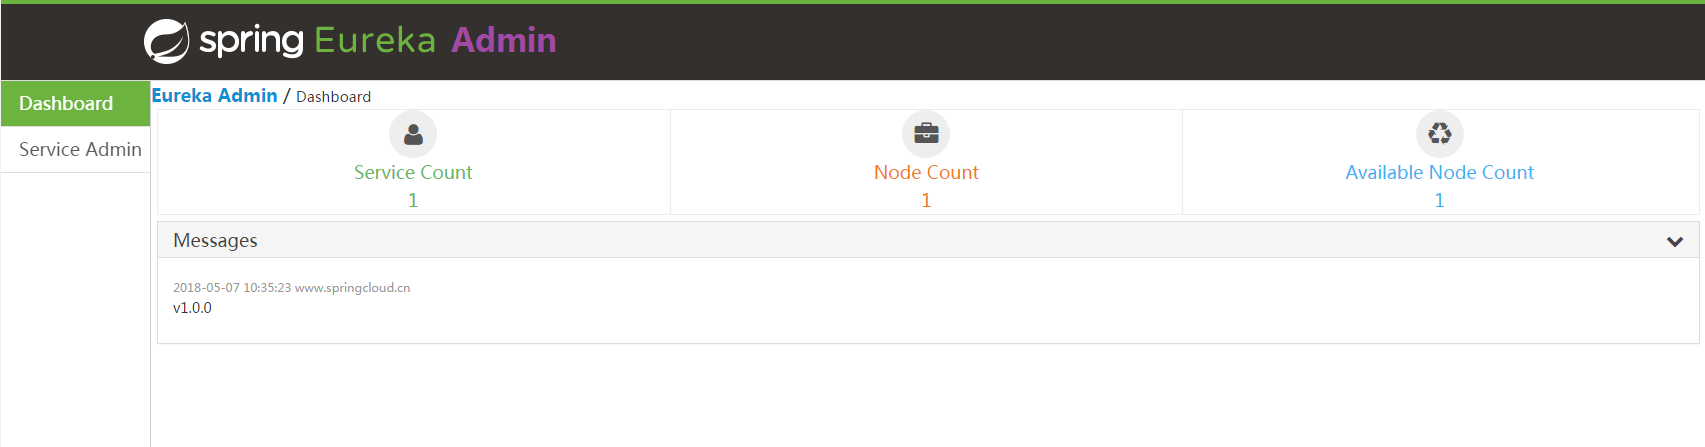 spring Eureka Admin
Dashboard
Service Admin
Eureka Admin / Dashboard
Service Count
1
Node Count
1
Available Node Count
1
Messages
2018-05-07 10:35:23 www.springcloud.cn
v1.0.0